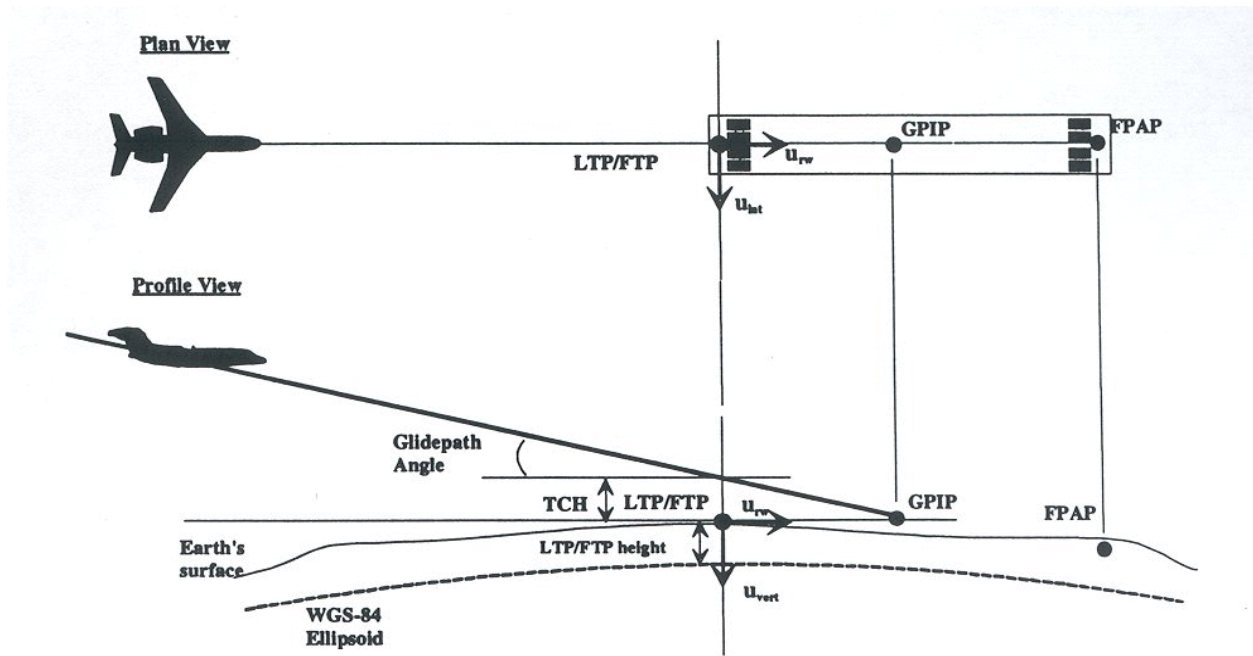 Plan View
GPIP
FPAP
LTP/FTP
u_rw
u_lat
Profile View
Glidepath
Angle
TCH
LTP/FTP
u_rw
GPIP
FPAP
Earth's
surface
LTP/FTP height
u_vert
WGS-84
Ellipsoid